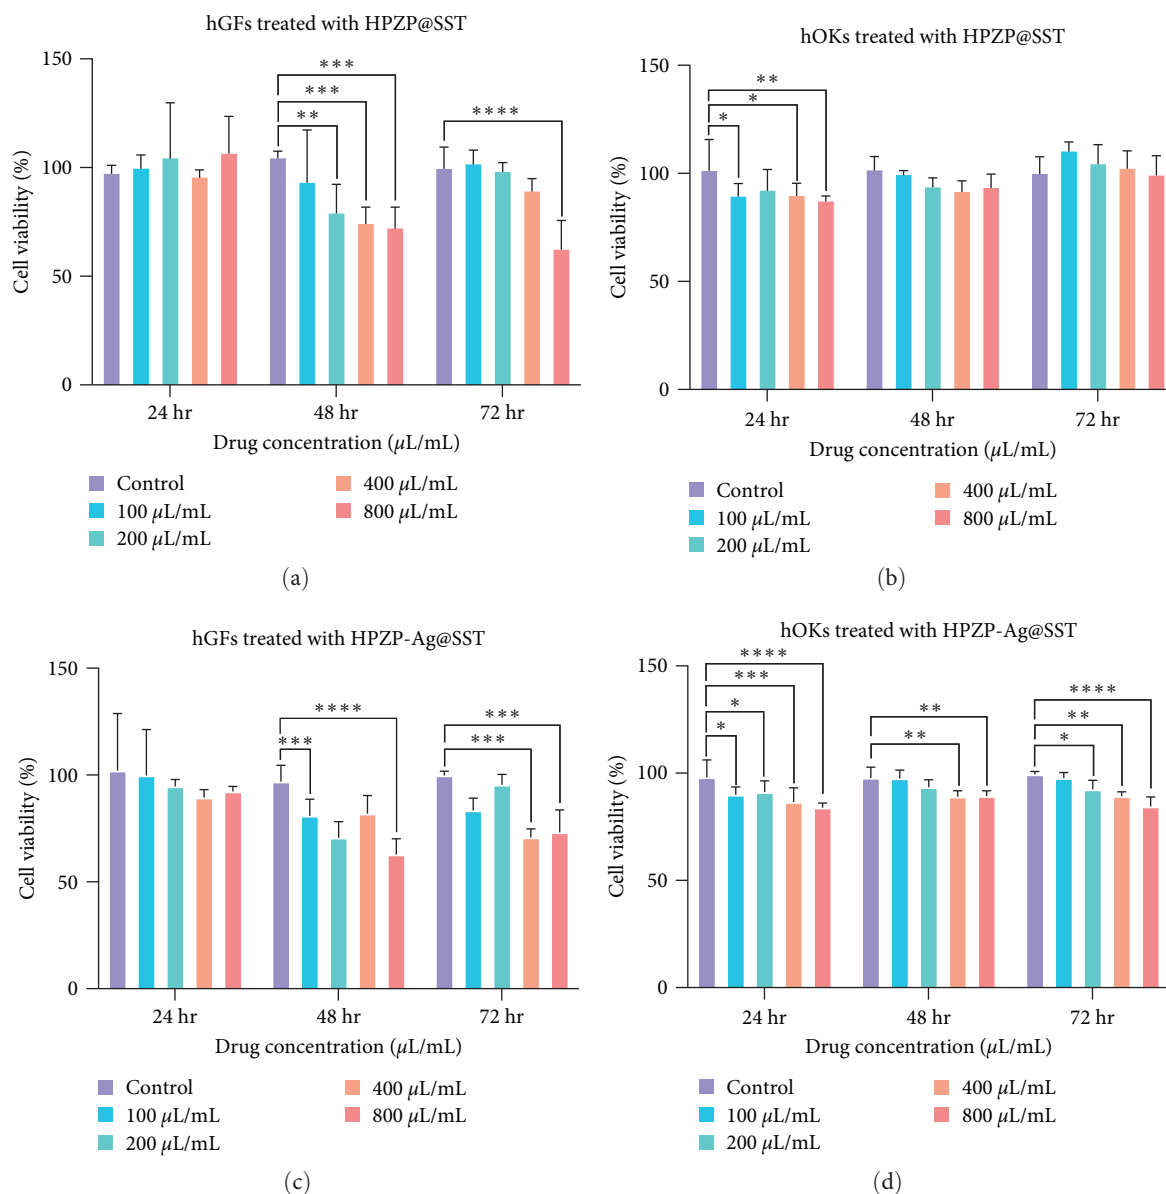 hGFs treated with HPZP@SST
Cell viability (%)
150
100
50
0
***
***
**
****
24 hr
48 hr
72 hr
Drug concentration (μL/mL)
Control
100 μL/mL
200 μL/mL
400 μL/mL
800 μL/mL
(a)
hOKs treated with HPZP@SST
Cell viability (%)
150
100
50
0
**
*
*
24 hr
48 hr
72 hr
Drug concentration (μL/mL)
Control
100 μL/mL
200 μL/mL
400 μL/mL
800 μL/mL
(b)
hGFs treated with HPZP-Ag@SST
Cell viability (%)
150
100
50
0
****
***
***
***
24 hr
48 hr
72 hr
Drug concentration (μL/mL)
Control
100 μL/mL
200 μL/mL
400 μL/mL
800 μL/mL
(c)
hOKs treated with HPZP-Ag@SST
Cell viability (%)
150
100
50
0
****
***
*
*
**
**
****
**
*
24 hr
48 hr
72 hr
Drug concentration (μL/mL)
Control
100 μL/mL
200 μL/mL
400 μL/mL
800 μL/mL
(d)